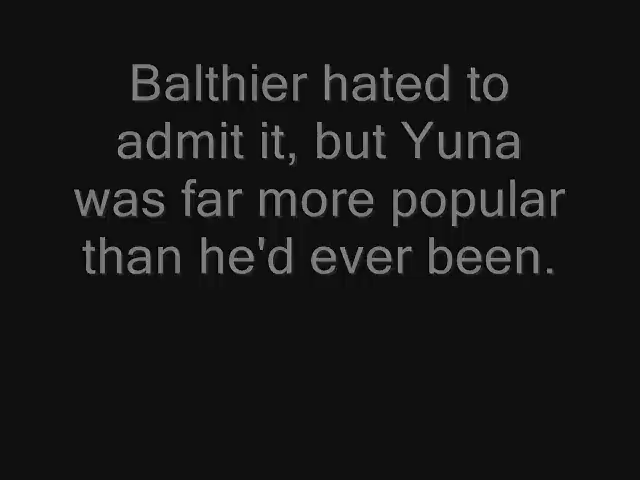 Balthier hated to
admit it, but Yuna
was far more popular
than he'd ever been.